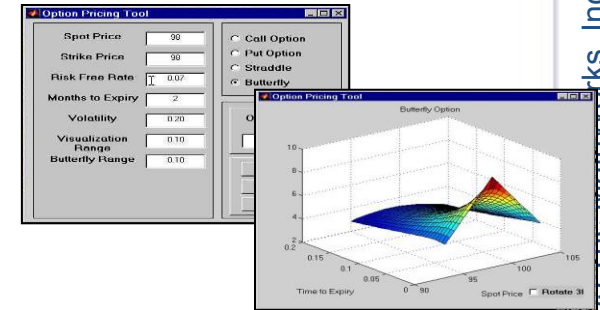 Option Pricing Tool
Spot Price 90
Strike Price 90
Risk Free Rate 0.07
Months to Expiry 2
Volatility 0.20
Visualization
Range 0.10
Butterfly Range 0.10
Call Option
Put Option
Straddle
Butterfly
O
Option Pricing Tool
Butterfly Option
10
8
6
4
2
0.2
0.15
0.1
0.05
0
90
95
100
105
Time to Expiry
Spot Price
Rotate 3
Inc
rks